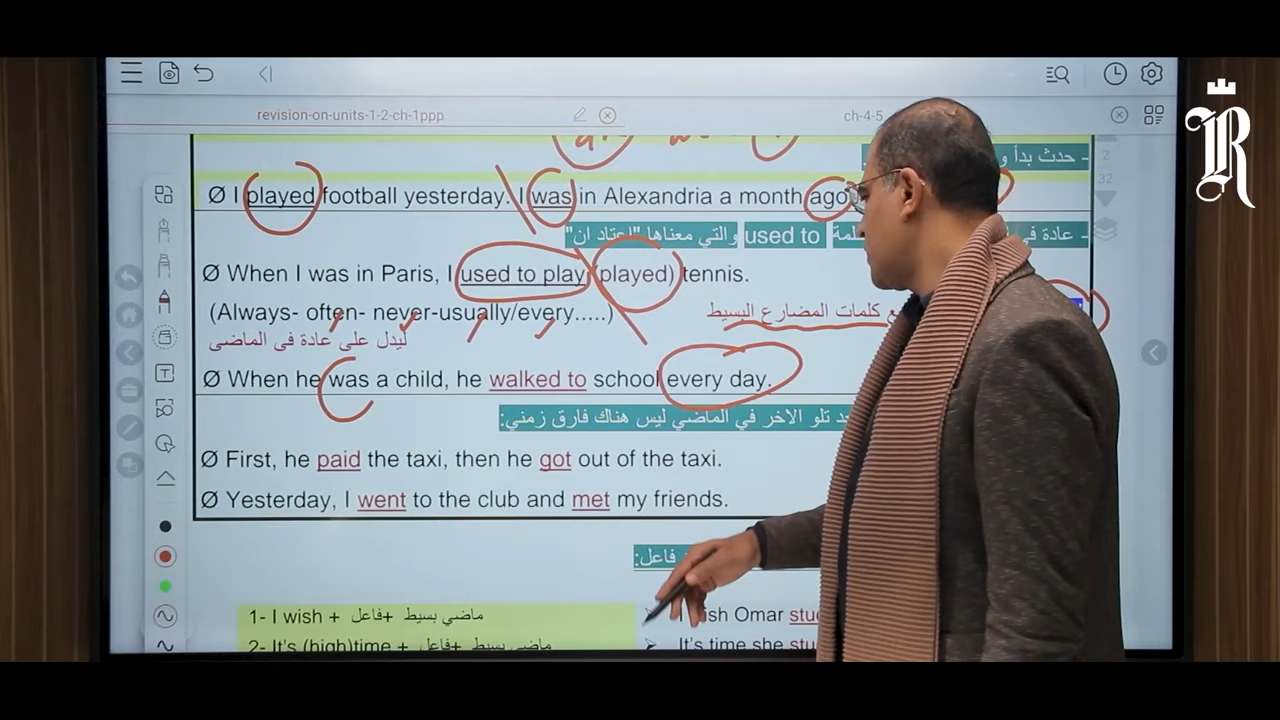 revision-on-units-1-2-ch-1ppp
ch-4-5
- حدث بدأ و
Ø I played football yesterday. I was in Alexandria a month ago
- عادة في used to والتي معناها "اعتاد ان"
Ø When I was in Paris, I used to play (played) tennis.
(Always- often- never-usually/every.....) كلمات المضارع البسيط
ليدل على عادة فى الماضى
Ø When he was a child, he walked to school every day.
تلو الاخر في الماضي ليس هناك فارق زمني:
Ø First, he paid the taxi, then he got out of the taxi.
Ø Yesterday, I went to the club and met my friends.
فاعل:
1- I wish + فاعل+ ماضي بسيط
wish Omar
2- It's (high)time + فاعل+ ماضي بسيط
It's time she
2
32
R